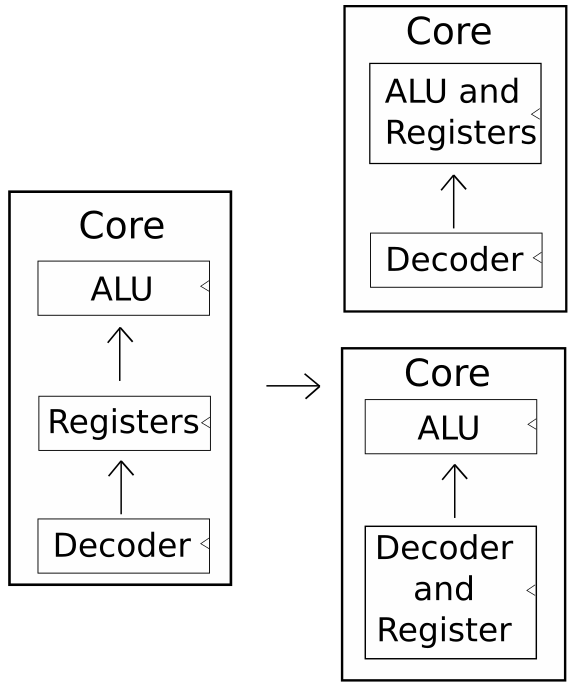 Core
ALU
Registers
Decoder
Core
ALU and
Registers
Decoder
Core
ALU
Decoder
and
Register